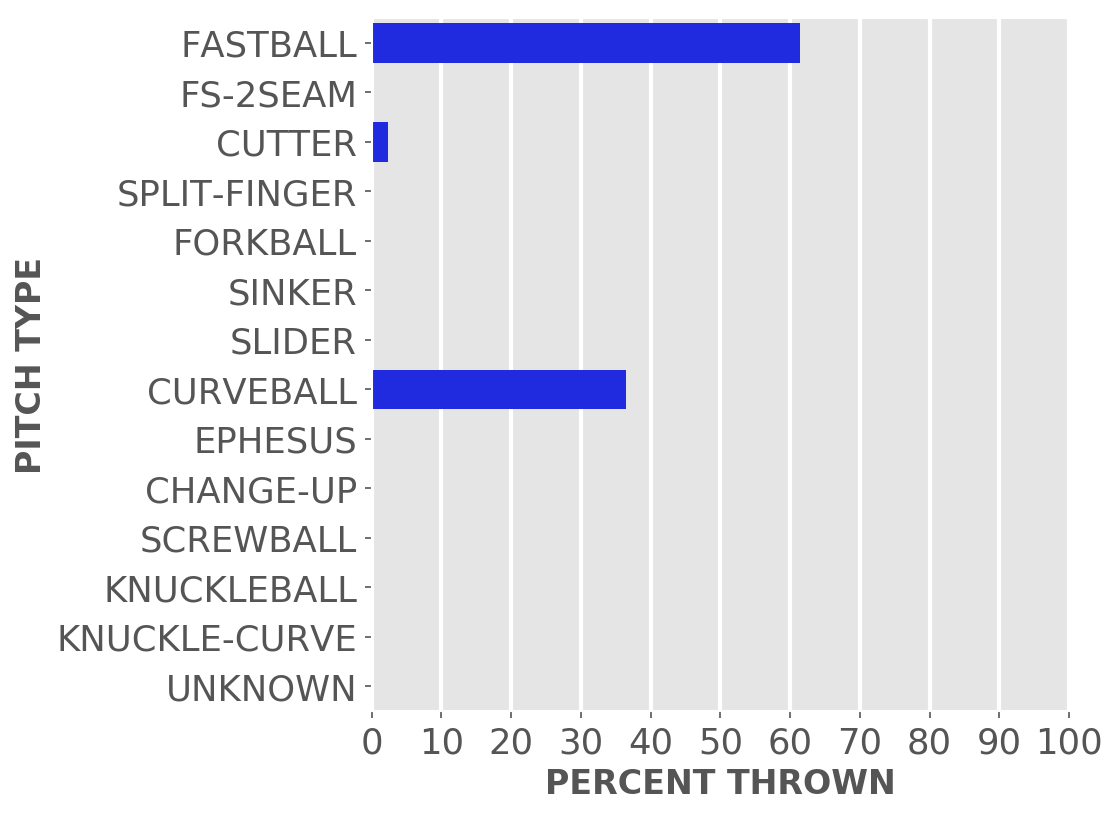 PITCH TYPE
FASTBALL
FS-2SEAM
CUTTER
SPLIT-FINGER
FORKBALL
SINKER
SLIDER
CURVEBALL
EPHESUS
CHANGE-UP
SCREWBALL
KNUCKLEBALL
KNUCKLE-CURVE
UNKNOWN
0 10 20 30 40 50 60 70 80 90 100
PERCENT THROWN